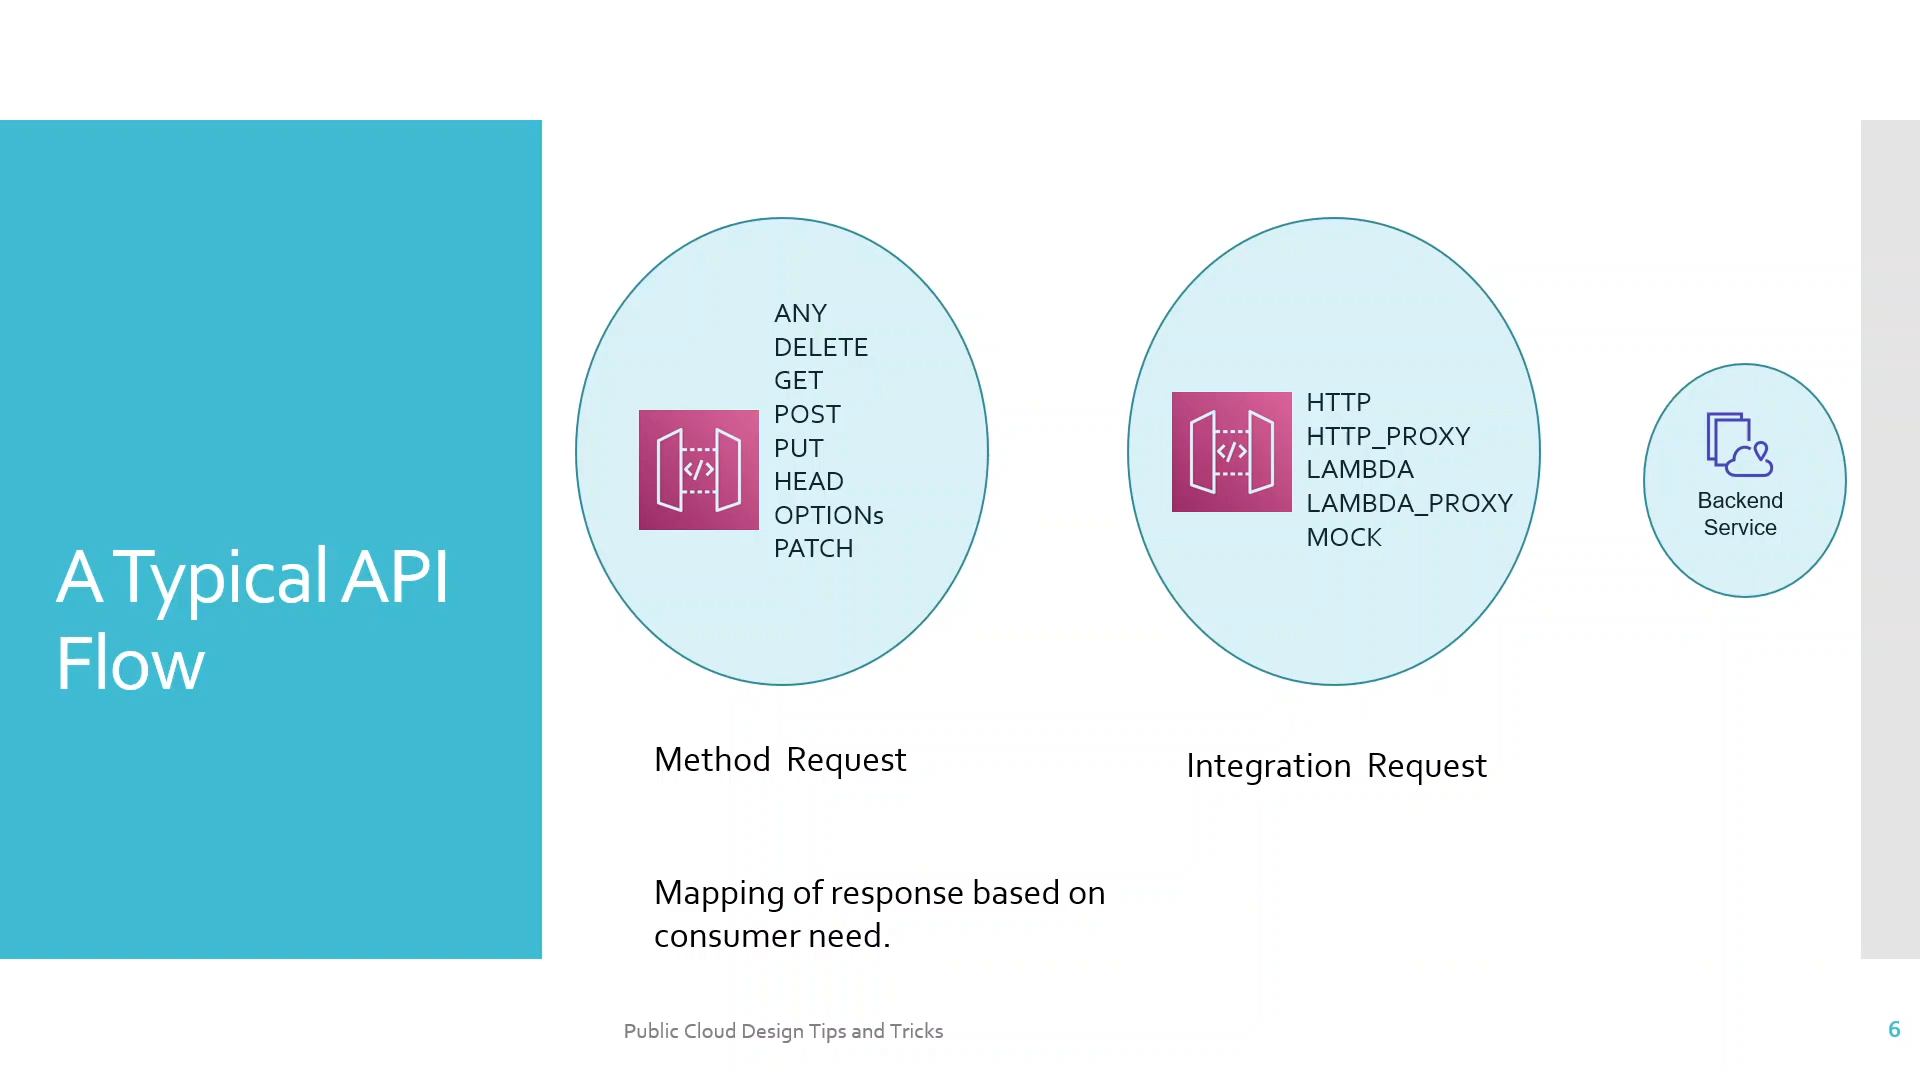 A Typical API
Flow
ANY
DELETE
GET
POST
PUT
HEAD
OPTIONs
PATCH
Method Request
HTTP
HTTP_PROXY
LAMBDA
LAMBDA_PROXY
MOCK
Integration Request
Backend
Service
Mapping of response based on
consumer need.
Public Cloud Design Tips and Tricks
6